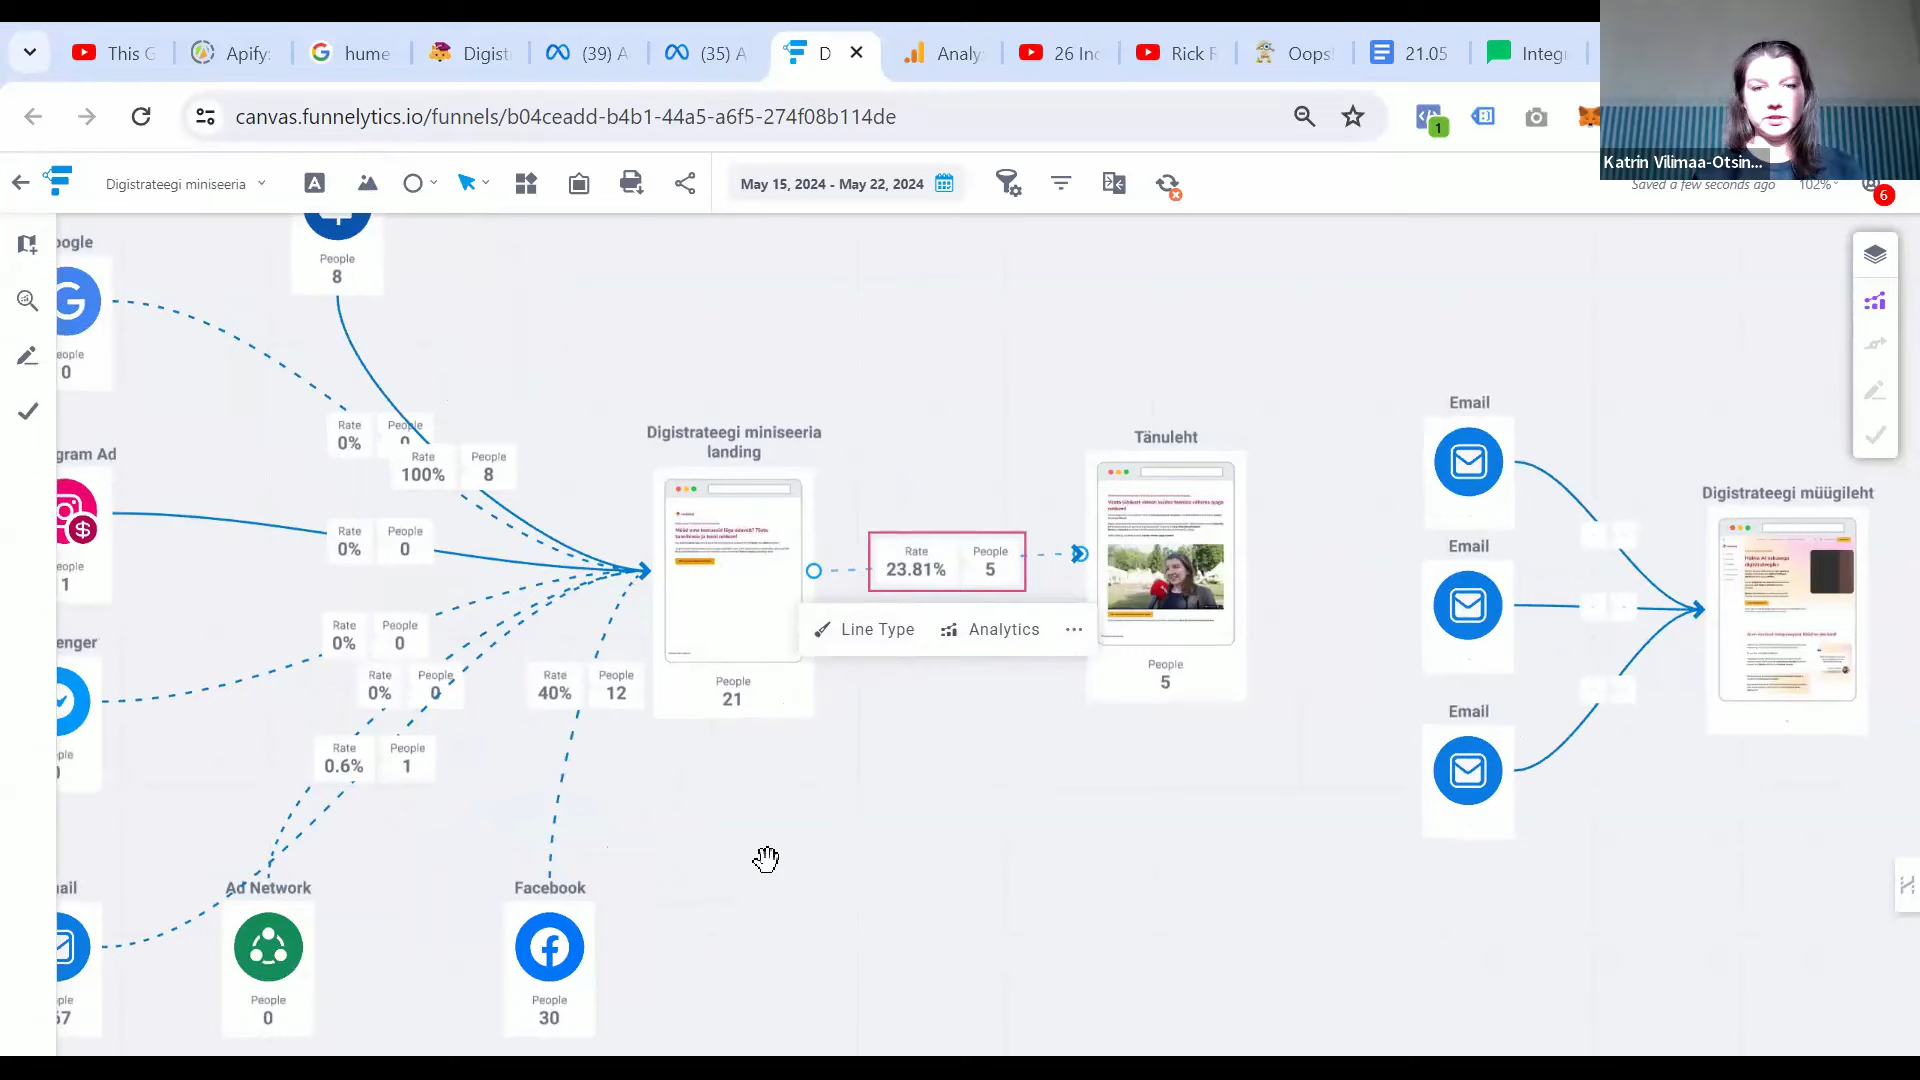 This G
Apify:
hume
Digist
(39) A
(35) A
D
Analy
26 Inc
Rick R
Oops!
21.05
Integ
canvas.funnelytics.io/funnels/b04ceadd-b4b1-44a5-a6f5-274f08b114de
1
Katrin Vilimaa-Otsin...
Digistrateegi miniseeria
May 15, 2024 - May 22, 2024
Saved a few seconds ago
102%
6
oogle
People
8
eople
0
Rate
0%
People
0
Rate
100%
People
8
gram Ad
Rate
0%
People
0
eople
1
enger
Rate
0%
People
0
Rate
0%
People
0
ople
Rate
0.6%
People
1
Rate
40%
People
12
Digistrateegi miniseeria
landing
People
21
Rate
23.81%
People
5
Line Type
Analytics
Tänuleht
People
5
Email
Email
Email
Digistrateegi müügileht
ail
ople
67
Ad Network
People
0
Facebook
People
30